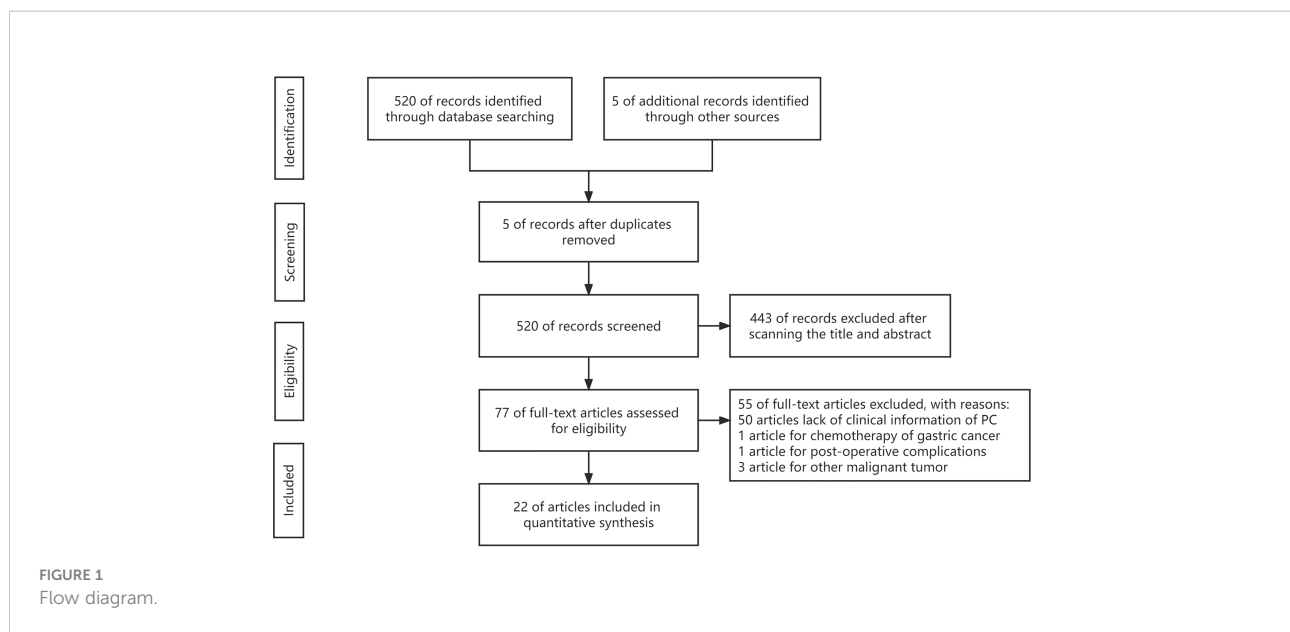 Identification
520 of records identified
through database searching
5 of additional records identified
through other sources
Screening
5 of records after duplicates
removed
520 of records screened
443 of records excluded after
scanning the title and abstract
Eligibility
77 of full-text articles assessed
for eligibility
55 of full-text articles excluded, with reasons:
50 articles lack of clinical information of PC
1 article for chemotherapy of gastric cancer
1 article for post-operative complications
3 article for other malignant tumor
Included
22 of articles included in
quantitative synthesis
FIGURE 1
Flow diagram.